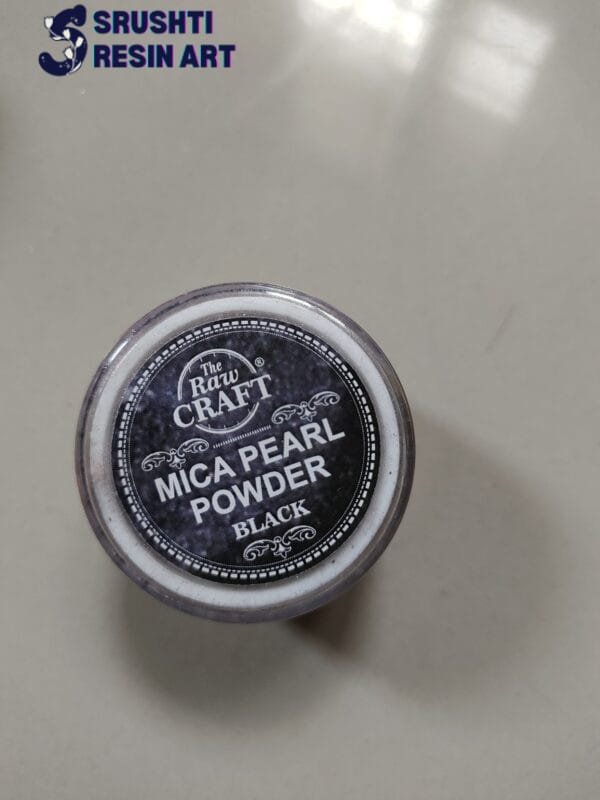 SRUSHTI
RESIN ART
The
Raw
CRAFT®
MICA PEARL
POWDER
BLACK